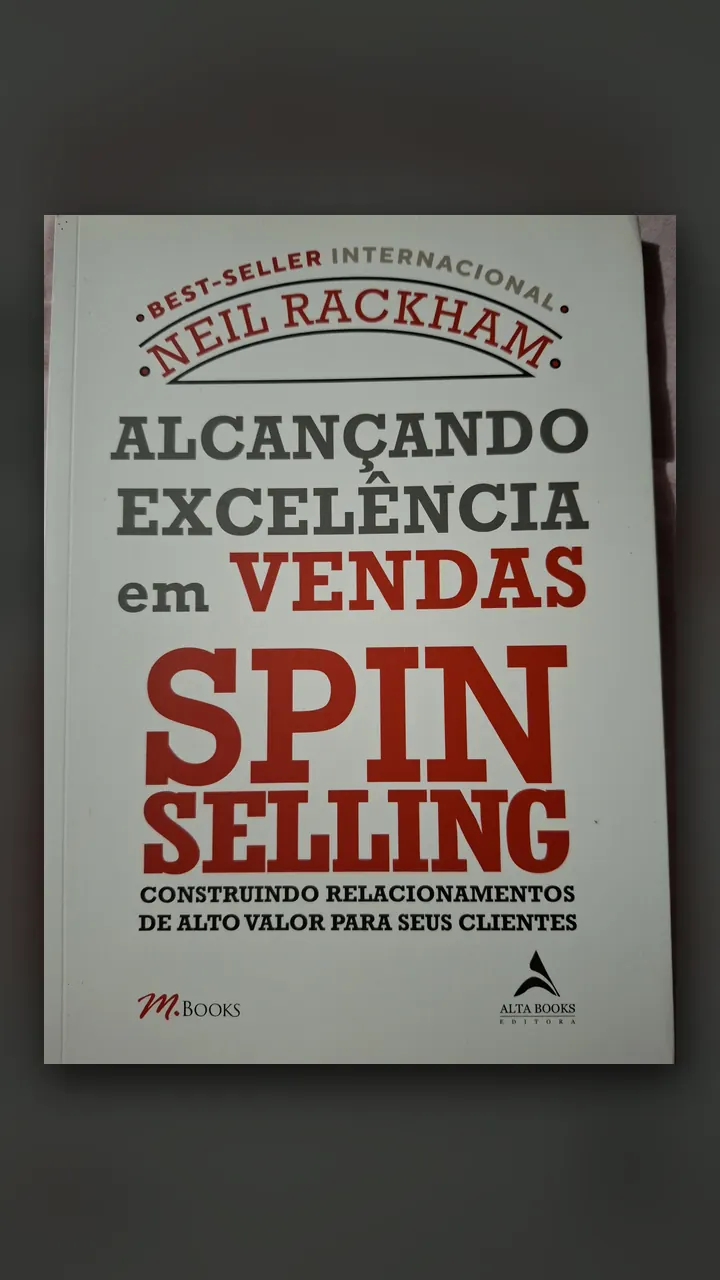 BEST-SELLER INTERNACIONAL
NEIL RACKHAM
ALCANÇANDO
EXCELÊNCIA
em VENDAS
SPIN
SELLING
CONSTRUINDO RELACIONAMENTOS
DE ALTO VALOR PARA SEUS CLIENTES
M.BOOKS
ALTA BOOKS
EDITORA